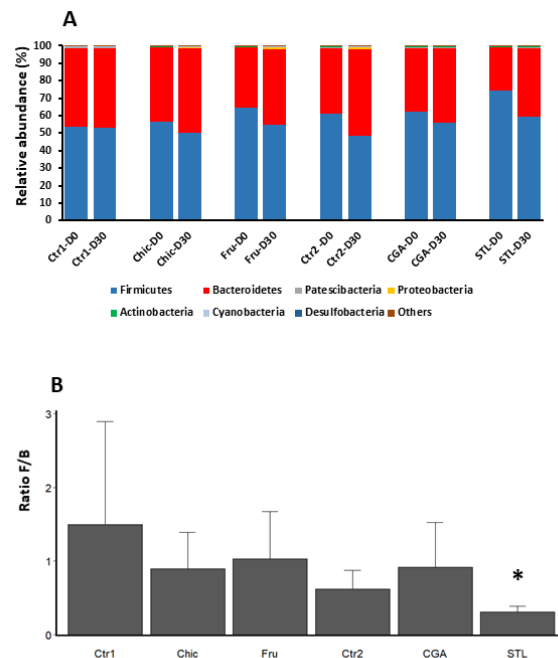 A
Relative abundance (%)
100
90
80
70
60
50
40
30
20
10
0
Ctr1-D0 Ctr1-D30 Chic-D0 Chic-D30 Fru-D0 Fru-D30 Ctr2 -D0 Ctr2-D30 CGA-D0 CGA-D30 STL-D0 STL-D30
Firmicutes Bacteroidetes Patescibacteria Proteobacteria
Actinobacteria Cyanobacteria Desulfobacteria Others
B
Ratio F/B
3
2
1
0
*
Ctr1 Chic Fru Ctr2 CGA STL